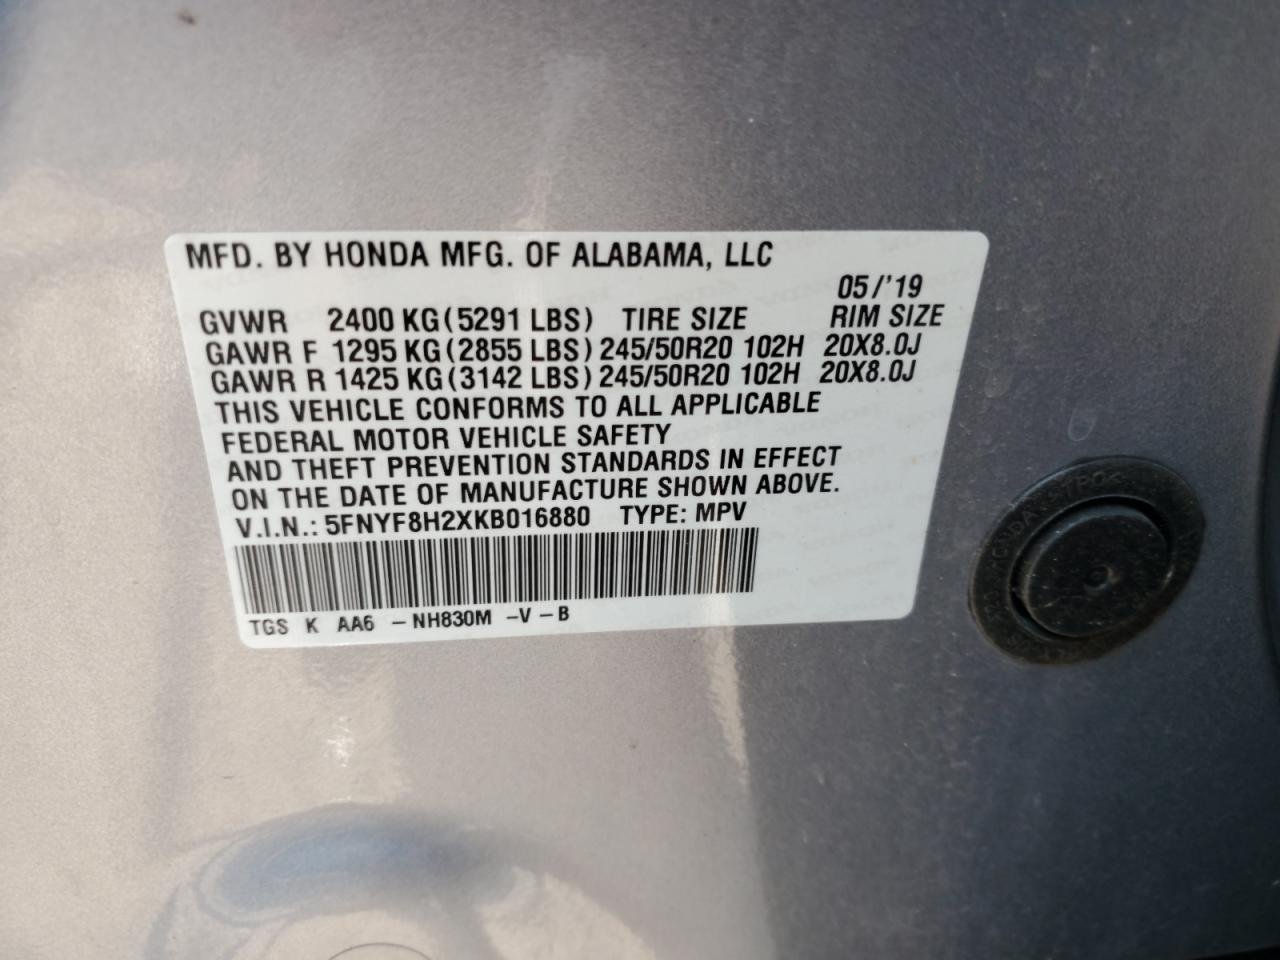 MFD. BY HONDA MFG. OF ALABAMA, LLC
05/'19
GVWR 2400 KG(5291 LBS) TIRE SIZE RIM SIZE
GAWR F 1295 KG(2855 LBS) 245/50R20 102H 20X8.0J
GAWR R 1425 KG(3142 LBS) 245/50R20 102H 20X8.0J
THIS VEHICLE CONFORMS TO ALL APPLICABLE
FEDERAL MOTOR VEHICLE SAFETY
AND THEFT PREVENTION STANDARDS IN EFFECT
ON THE DATE OF MANUFACTURE SHOWN ABOVE.
V.I.N.: 5FNYF8H2XKB016880 TYPE: MPV
TGS K AA6 – NH830M – V – B